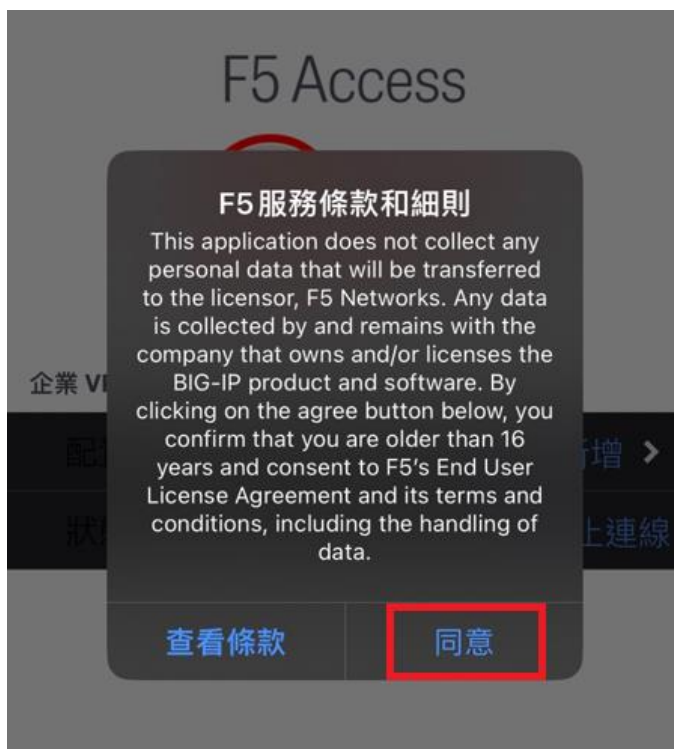 F5 Access
F5服務條款和細則
This application does not collect any
personal data that will be transferred
to the licensor, F5 Networks. Any data
is collected by and remains with the
company that owns and/or licenses the
BIG-IP product and software. By
clicking on the agree button below, you
confirm that you are older than 16
years and consent to F5's End User
License Agreement and its terms and
conditions, including the handling of
data.
企業
查看條款
同意